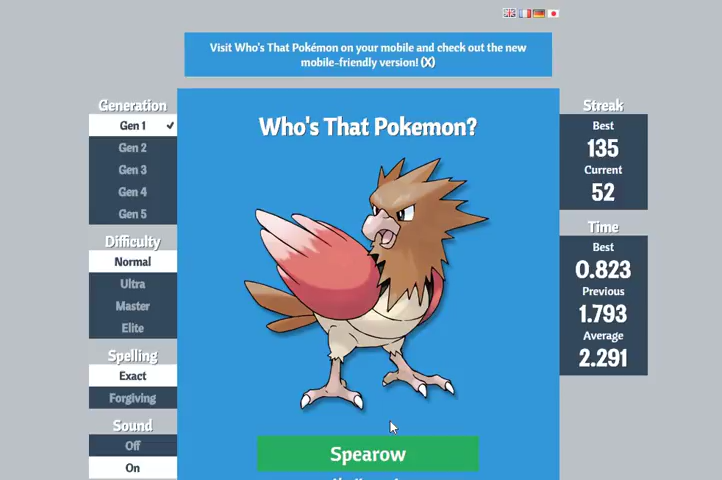 Visit Who's That Pokémon on your mobile and check out the new
mobile-friendly version! (X)
Generation
Gen 1 ✓
Gen 2
Gen 3
Gen 4
Gen 5
Difficulty
Normal
Ultra
Master
Elite
Spelling
Exact
Forgiving
Sound
Off
On
Who's That Pokemon?
Spearow
Streak
Best
135
Current
52
Time
Best
0.823
Previous
1.793
Average
2.291